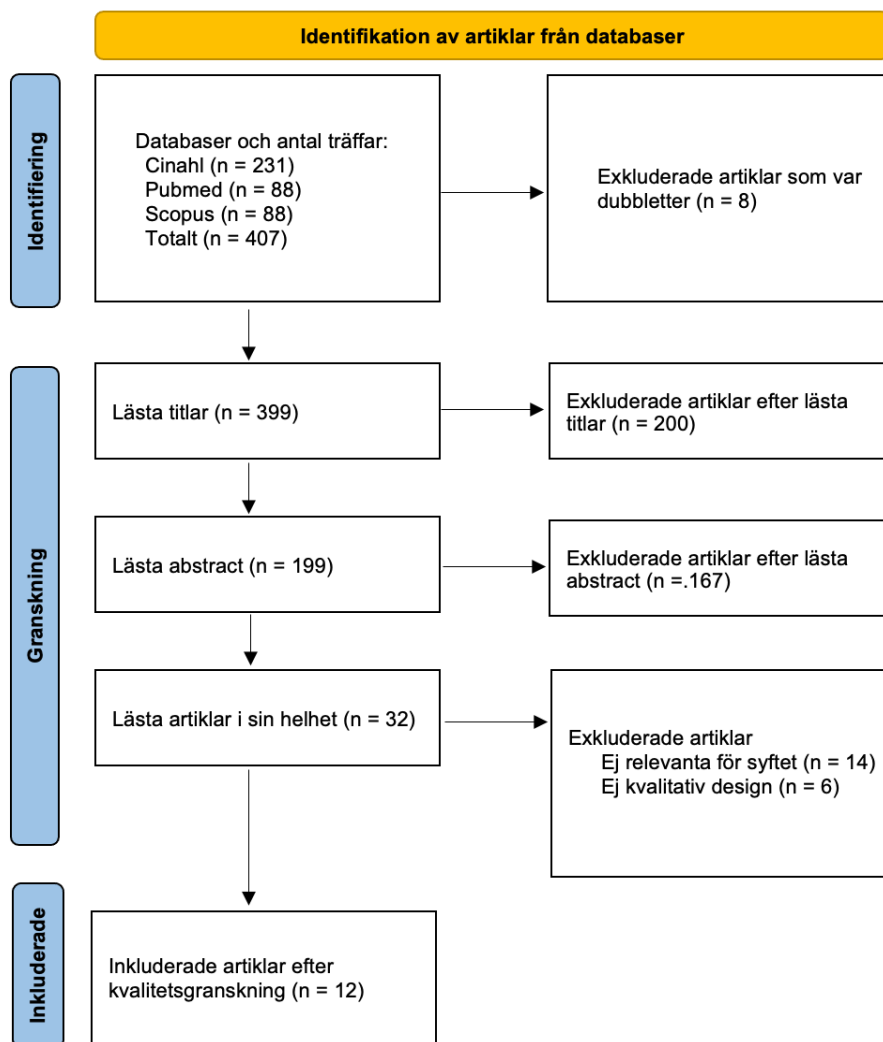 Identifikation av artiklar från databaser
Identifiering
Databaser och antal träffar:
Cinahl (n = 231)
Pubmed (n = 88)
Scopus (n = 88)
Totalt (n = 407)
Exkluderade artiklar som var
dubbletter (n = 8)
Granskning
Lästa titlar (n = 399)
Exkluderade artiklar efter lästa
titlar (n = 200)
Lästa abstract (n = 199)
Exkluderade artiklar efter lästa
abstract (n =.167)
Lästa artiklar i sin helhet (n = 32)
Exkluderade artiklar
Ej relevanta för syftet (n = 14)
Ej kvalitativ design (n = 6)
Inkluderade
Inkluderade artiklar efter
kvalitetsgranskning (n = 12)